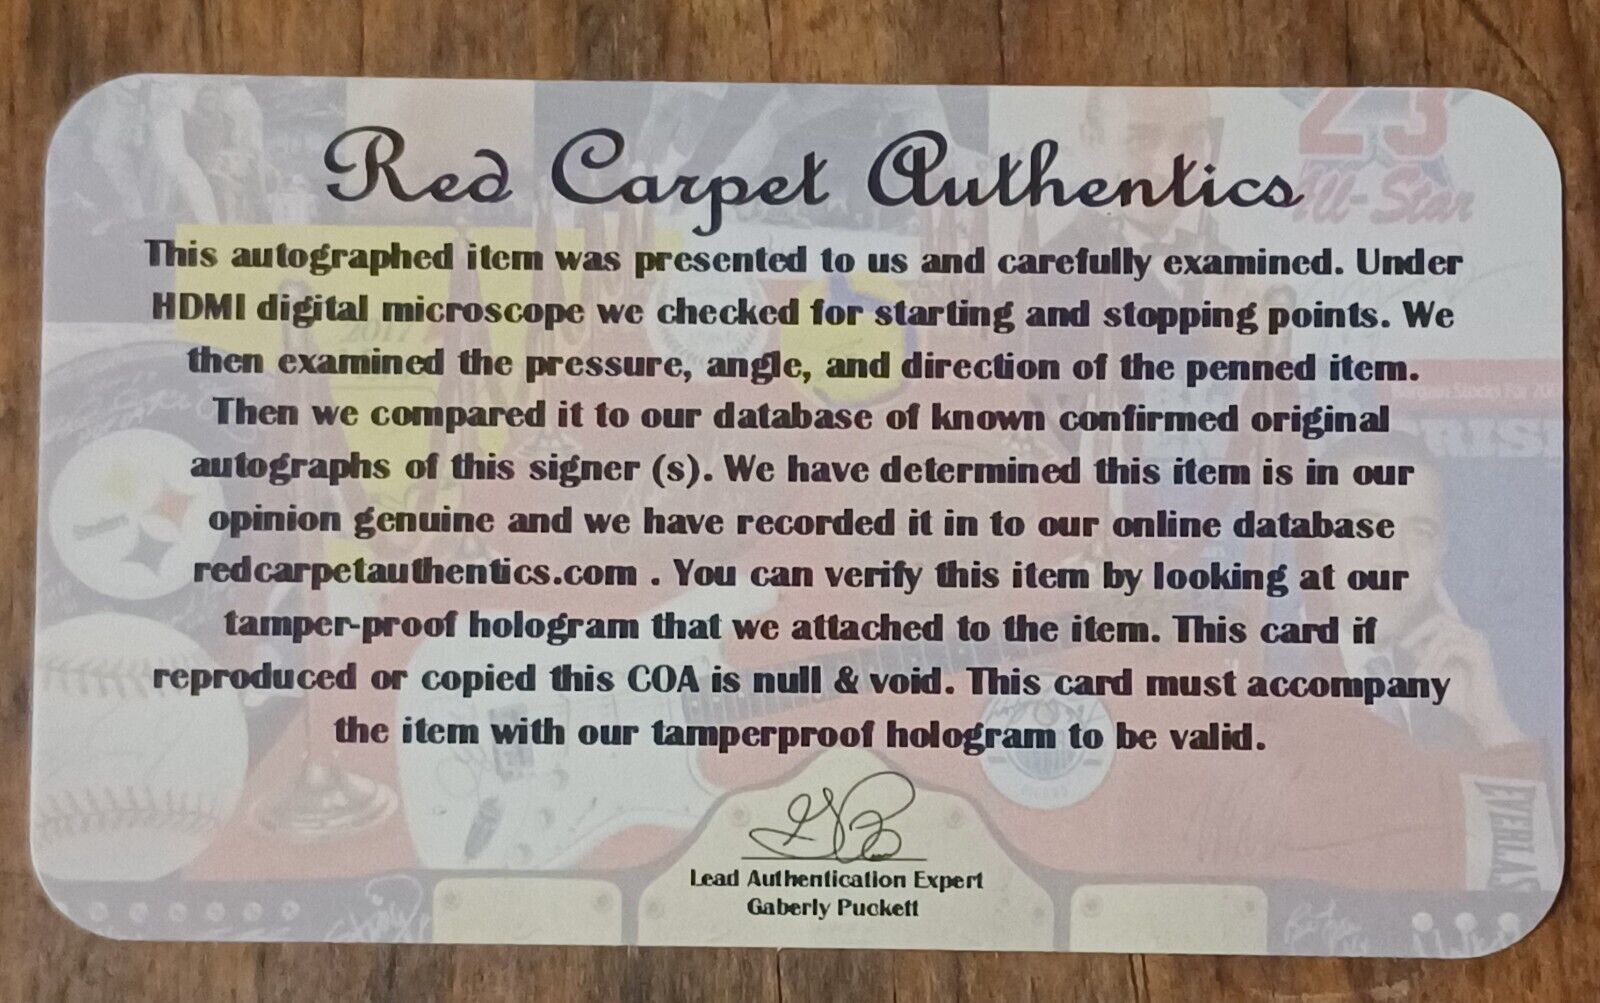 Red Carpet Authentics
This autographed item was presented to us and carefully examined. Under
HDMI digital microscope we checked for starting and stopping points. We
then examined the pressure, angle, and direction of the penned item.
Then we compared it to our database of known confirmed original
autographs of this signer (s). We have determined this item is in our
opinion genuine and we have recorded it in to our online database
redcarpetauthentics.com . You can verify this item by looking at our
tamper-proof hologram that we attached to the item. This card if
reproduced or copied this COA is null & void. This card must accompany
the item with our tamperproof hologram to be valid.
Lead Authentication Expert
Gaberly Puckett
23
All-Star
2017
EVERLAS